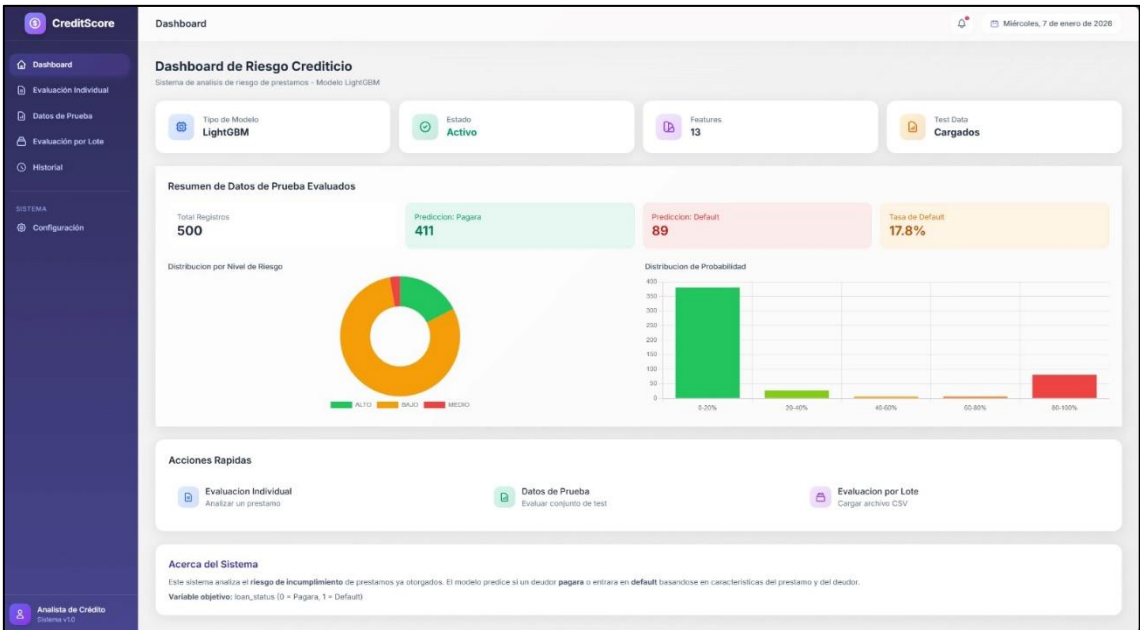 CreditScore
Dashboard
Miércoles, 7 de enero de 2026
Dashboard
Evaluación Individual
Datos de Prueba
Evaluación por Lote
Historial
SISTEMA
Configuración
Analista de Crédito
Sistema v1.0
Dashboard de Riesgo Crediticio
Sistema de analisis de riesgo de prestamos - Modelo LightGBM
Tipo de Modelo
LightGBM
Estado
Activo
Features
13
Test Data
Cargados
Resumen de Datos de Prueba Evaluados
Total Registros
500
Prediccion: Pagara
411
Prediccion: Default
89
Tasa de Default
17.8%
Distribucion por Nivel de Riesgo
ALTO BAJO MEDIO
Distribucion de Probabilidad
400
350
300
250
200
150
100
50
0
0-20% 20-40% 40-60% 60-80% 80-100%
Acciones Rapidas
Evaluacion Individual
Analizar un prestamo
Datos de Prueba
Evaluar conjunto de test
Evaluacion por Lote
Cargar archivo CSV
Acerca del Sistema
Este sistema analiza el riesgo de incumplimiento de prestamos ya otorgados. El modelo predice si un deudor pagara o entrara en default basandose en caracteristicas del prestamo y del deudor.
Variable objetivo: loan_status (0 = Pagara, 1 = Default)